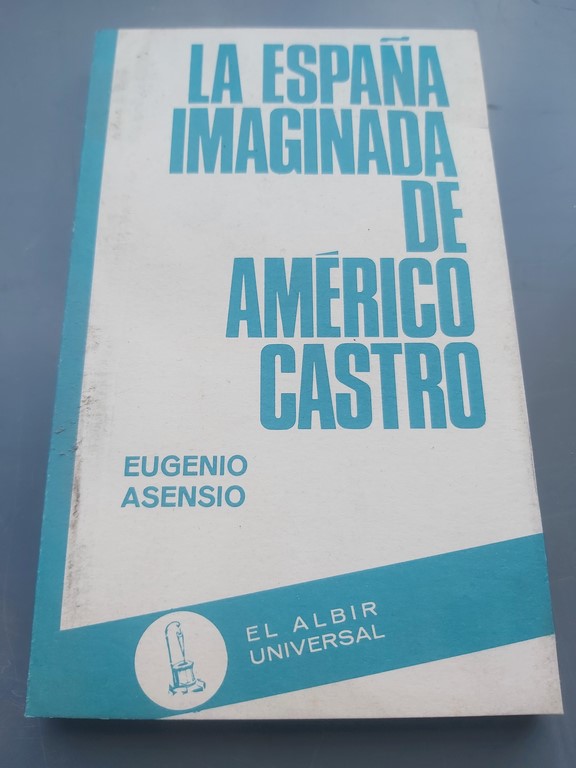 LA ESPAÑA
IMAGINADA
DE
AMÉRICO
CASTRO
EUGENIO
ASENSIO
EL ALBIR
UNIVERSAL